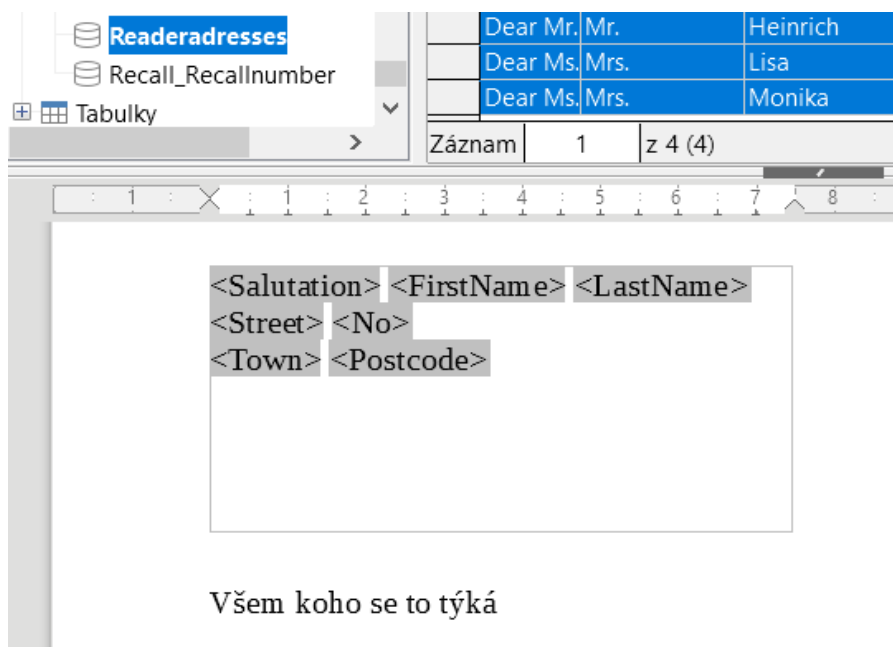 Readeradresses
Recall_Recallnumber
Tabulky
Dear Mr. Mr. Heinrich
Dear Ms. Mrs. Lisa
Dear Ms. Mrs. Monika
Záznam 1 z 4 (4)
1 1 2 3 4 5 6 7 8
<Salutation> <FirstName> <LastName>
<Street> <No>
<Town> <Postcode>
Všem koho se to týká